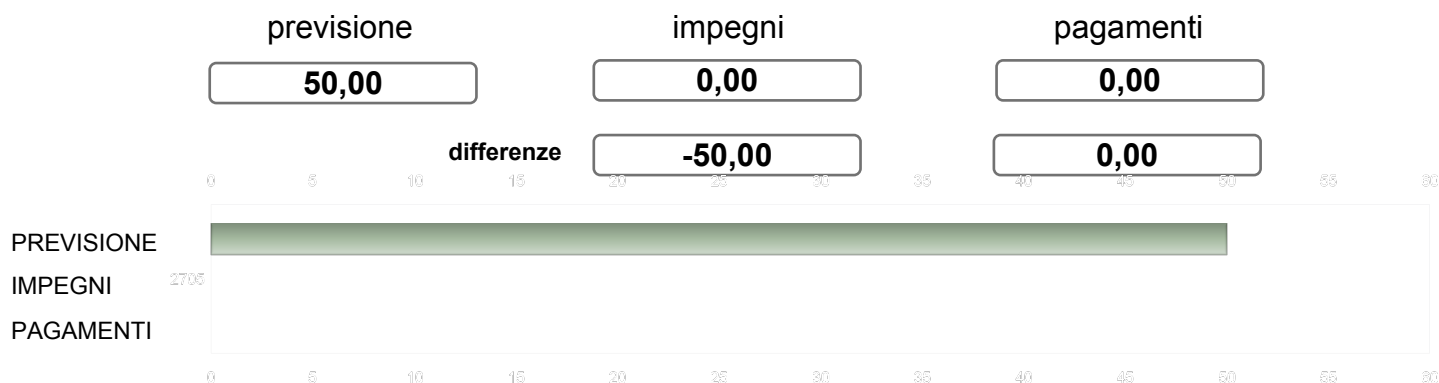 previsione impegni pagamenti
50,00 0,00 0,00
differenze -50,00 0,00
0 5 10 15 20 25 30 35 40 45 50 55 60
PREVISIONE
2705
IMPEGNI
PAGAMENTI
0 5 10 15 20 25 30 35 40 45 50 55 60